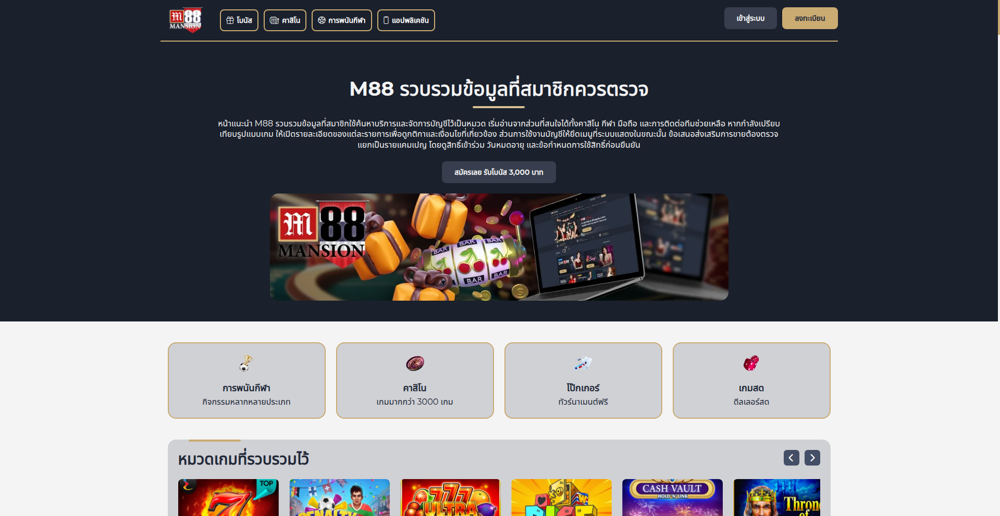 M88
MANSION
โบนัส
คาสิโน
การพนันกีฬา
แอปพลิเคชัน
เข้าสู่ระบบ
ลงทะเบียน
M88 รวบรวมข้อมูลที่สมาชิกควรตรวจ
หน้าแนะนำ M88 รวบรวมข้อมูลที่สมาชิกใช้ค้นหาบริการและจัดการบัญชีไว้เป็นหมวด เริ่มอ่านจากส่วนที่สนใจได้ทั้งคาสิโน กีฬา มือถือ และการติดต่อทีมช่วยเหลือ หากกำลังเปรียบ
เทียบรูปแบบเกม ให้เปิดรายละเอียดของแต่ละรายการเพื่อดูกติกาและเงื่อนไขที่เกี่ยวข้อง ส่วนการใช้งานบัญชีให้ยึดเมนูที่ระบบแสดงในขณะนั้น ข้อเสนอส่งเสริมการขายต้องตรวจ
แยกเป็นรายแคมเปญ โดยดูสิทธิ์เข้าร่วม วันหมดอายุ และข้อกำหนดการใช้สิทธิ์ก่อนยืนยัน
สมัครเลย รับโบนัส 3,000 บาท
M88
MANSION
BAR BAR BAR
BAR BAR
การพนันกีฬา
กิจกรรมหลากหลายประเภท
คาสิโน
เกมมากกว่า 3000 เกม
โป๊กเกอร์
ทัวร์นาเมนต์ฟรี
เกมสด
ดีลเลอร์สด
หมวดเกมที่รวบรวมไว้
TOP
7
PENALTY
777
ULTRA
CASH VAULT
HOLD'N'LINK
Throne
of